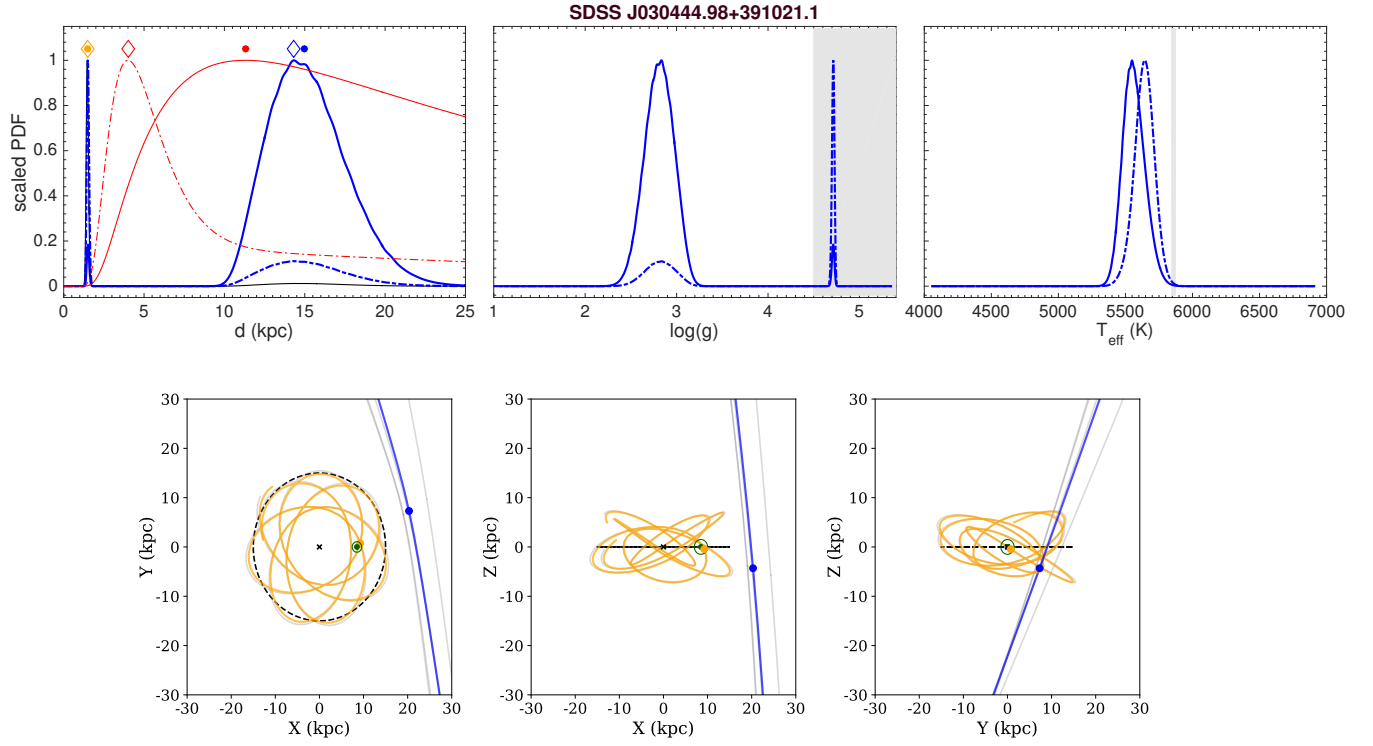 SDSS J030444.98+391021.1
scaled PDF
1
0.8
0.6
0.4
0.2
0
0 5 10 15 20 25
d (kpc)
1 2 3 4 5
log(g)
4000 4500 5000 5500 6000 6500 7000
T_eff (K)
Y (kpc)
30
20
10
0
-10
-20
-30
-30 -20 -10 0 10 20 30
X (kpc)
Z (kpc)
30
20
10
0
-10
-20
-30
-30 -20 -10 0 10 20 30
X (kpc)
Z (kpc)
30
20
10
0
-10
-20
-30
-30 -20 -10 0 10 20 30
Y (kpc)